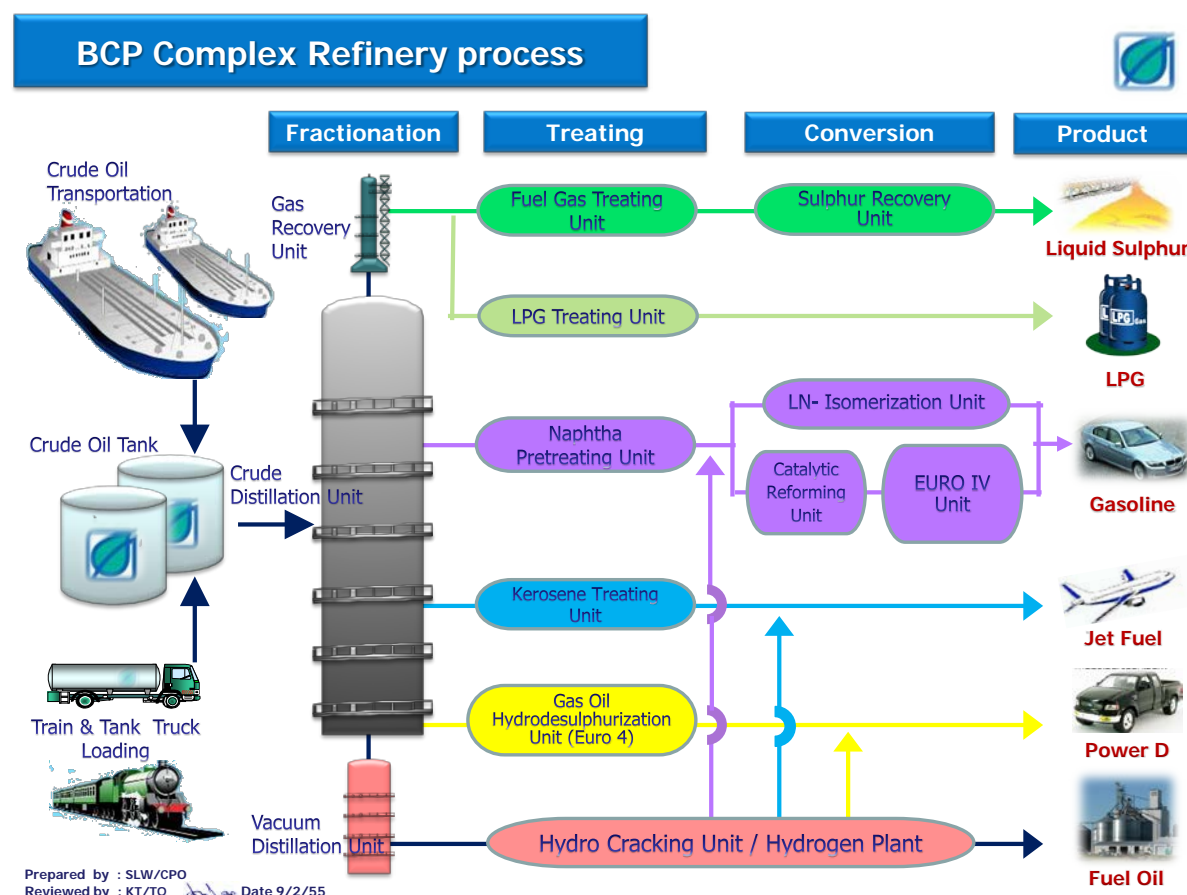 BCP Complex Refinery process
Fractionation
Treating
Conversion
Product
Crude Oil
Transportation
Gas
Recovery
Unit
Fuel Gas Treating
Unit
Sulphur Recovery
Unit
Liquid Sulphur
LPG Treating Unit
LPG
Gas
LPG
Crude Oil Tank
Crude
Distillation Unit
Naphtha
Pretreating Unit
LN- Isomerization Unit
Catalytic
Reforming
Unit
EURO IV
Unit
Gasoline
Kerosene Treating
Unit
Jet Fuel
Train & Tank Truck
Loading
Gas Oil
Hydrodesulphurization
Unit (Euro 4)
Power D
Vacuum
Distillation Unit
Hydro Cracking Unit / Hydrogen Plant
Fuel Oil
Prepared by : SLW/CPO
Reviewed by : KT/TO Date 9/2/55